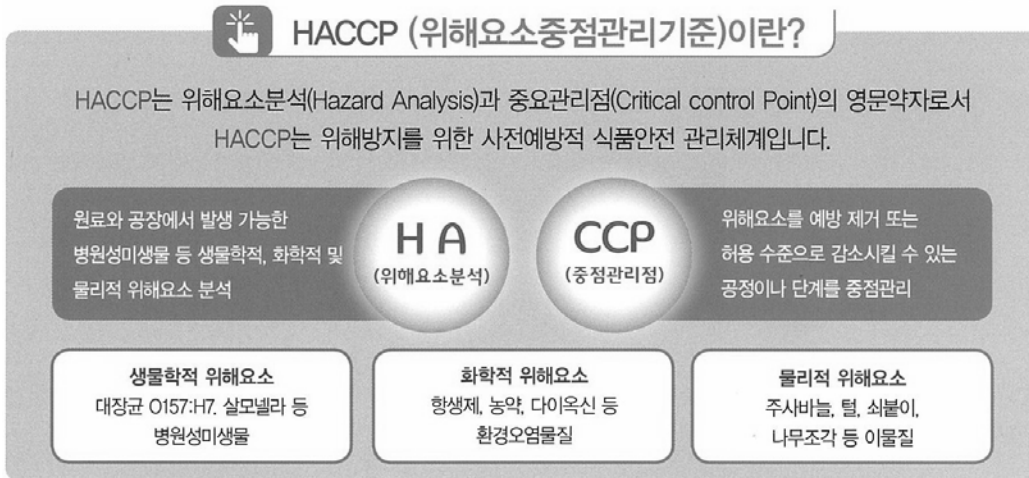 HACCP (위해요소중점관리기준)이란?
HACCP는 위해요소분석(Hazard Analysis)과 중요관리점(Critical control Point)의 영문약자로서
HACCP는 위해방지를 위한 사전예방적 식품안전 관리체계입니다.
원료와 공장에서 발생 가능한
병원성미생물 등 생물학적, 화학적 및
물리적 위해요소 분석
H A
(위해요소분석)
CCP
(중점관리점)
위해요소를 예방 제거 또는
허용 수준으로 감소시킬 수 있는
공정이나 단계를 중점관리
생물학적 위해요소
대장균 O157:H7, 살모넬라 등
병원성미생물
화학적 위해요소
항생제, 농약, 다이옥신 등
환경오염물질
물리적 위해요소
주사바늘, 털, 쇠붙이,
나무조각 등 이물질